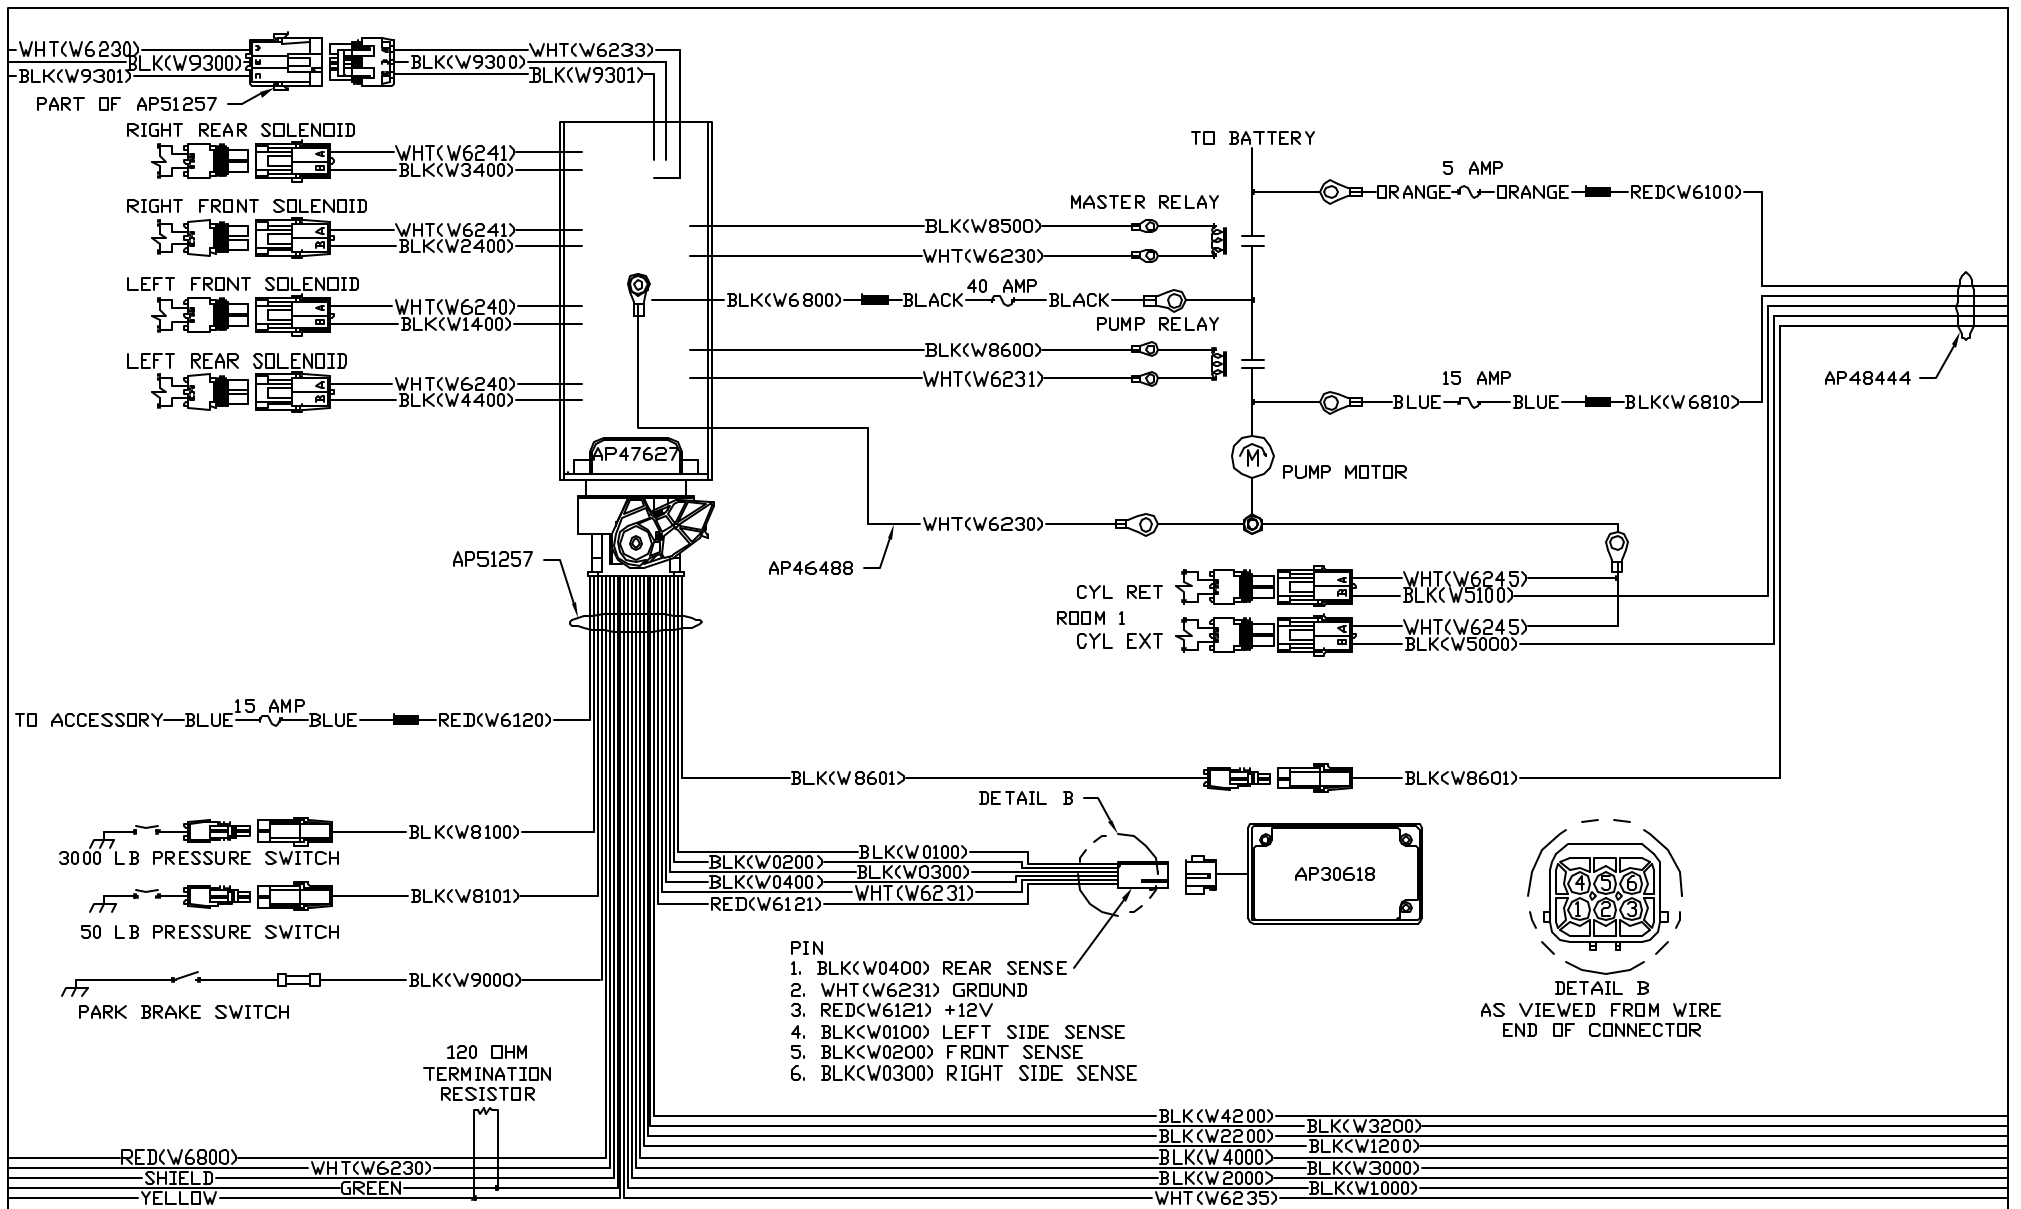 WHT(W6230)
BLK(W9300)
BLK(W9301)
WHT(W6233)
BLK(W9300)
BLK(W9301)
PART OF AP51257
RIGHT REAR SOLENOID
A
B
WHT(W6241)
BLK(W3400)
RIGHT FRONT SOLENOID
A
B
WHT(W6241)
BLK(W2400)
LEFT FRONT SOLENOID
A
B
WHT(W6240)
BLK(W1400)
LEFT REAR SOLENOID
A
B
WHT(W6240)
BLK(W4400)
AP47627
TO BATTERY
5 AMP
ORANGE
ORANGE
RED(W6100)
MASTER RELAY
BLK(W8500)
WHT(W6230)
40 AMP
BLK(W6800)
BLACK
BLACK
PUMP RELAY
BLK(W8600)
WHT(W6231)
15 AMP
BLUE
BLUE
BLK(W6810)
AP48444
M
PUMP MOTOR
WHT(W6230)
AP46488
AP51257
CYL RET
A
B
WHT(W6245)
BLK(W5100)
ROOM 1
CYL EXT
A
B
WHT(W6245)
BLK(W5000)
TO ACCESSORY
BLUE
15 AMP
BLUE
RED(W6120)
BLK(W8601)
BLK(W8601)
DETAIL B
BLK(W8100)
3000 LB PRESSURE SWITCH
BLK(W8101)
50 LB PRESSURE SWITCH
BLK(W9000)
PARK BRAKE SWITCH
BLK(W0100)
BLK(W0200)
BLK(W0300)
BLK(W0400)
WHT(W6231)
RED(W6121)
AP30618
4 5 6
1 2 3
DETAIL B
AS VIEWED FROM WIRE
END OF CONNECTOR
PIN
1. BLK(W0400) REAR SENSE
2. WHT(W6231) GROUND
3. RED(W6121) +12V
4. BLK(W0100) LEFT SIDE SENSE
5. BLK(W0200) FRONT SENSE
6. BLK(W0300) RIGHT SIDE SENSE
120 OHM
TERMINATION
RESISTOR
RED(W6800)
WHT(W6230)
SHIELD
GREEN
YELLOW
BLK(W4200)
BLK(W3200)
BLK(W2200)
BLK(W1200)
BLK(W4000)
BLK(W3000)
BLK(W2000)
BLK(W1000)
WHT(W6235)